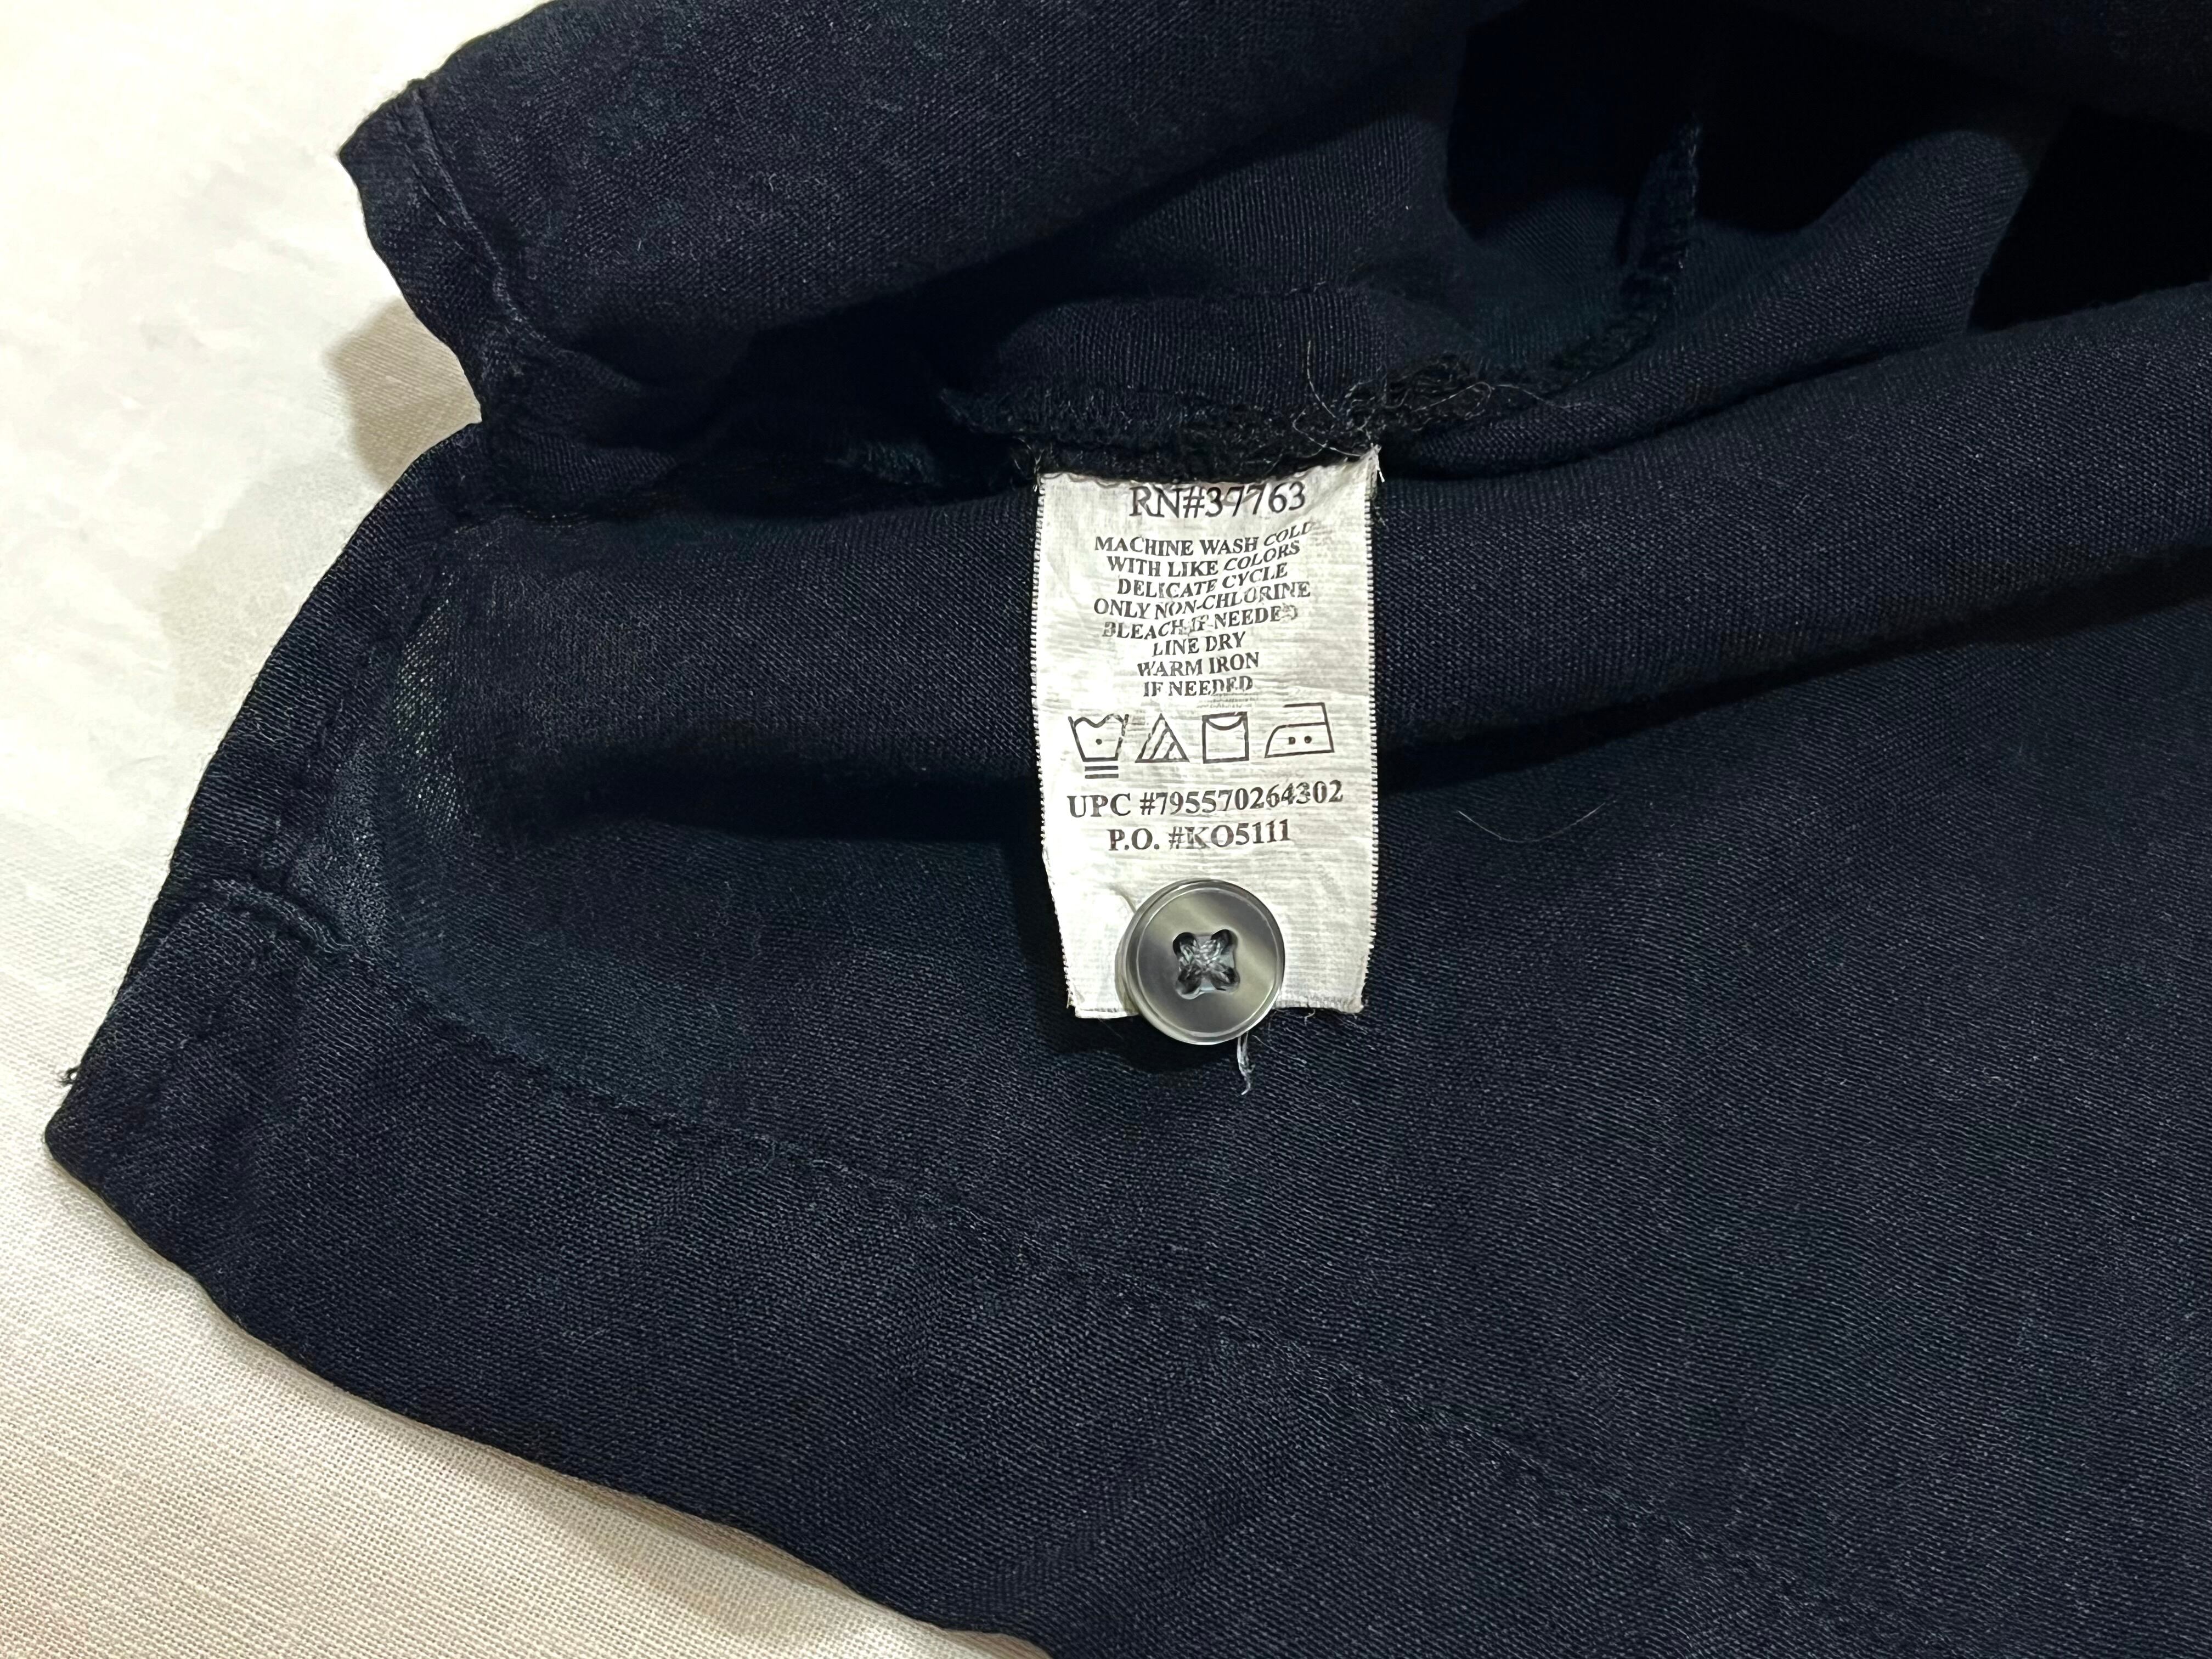 RN#37763
MACHINE WASH COLD
WITH LIKE COLORS
DELICATE CYCLE
ONLY NON-CHLORINE
BLEACH IF NEEDED
LINE DRY
WARM IRON
IF NEEDED
UPC #795570264302
P.O. #KO5111